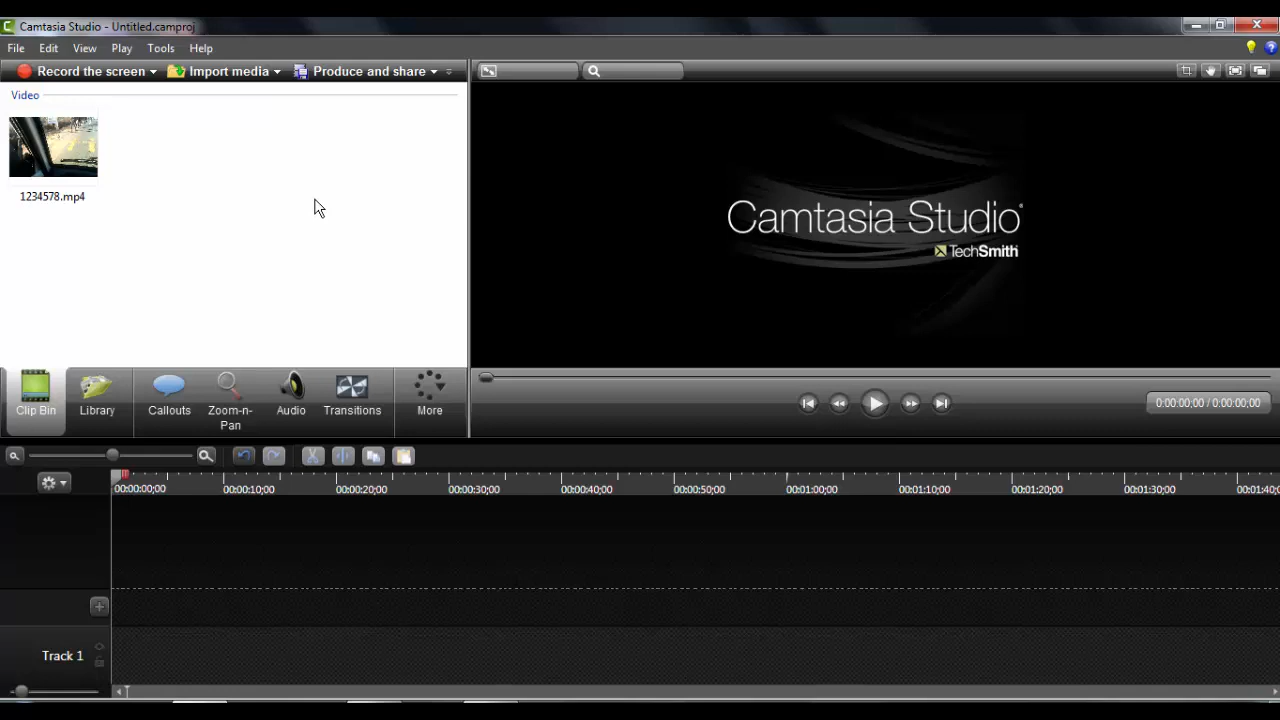 Camtasia Studio - Untitled.camproj
File Edit View Play Tools Help
Record the screen Import media Produce and share
Video
1234578.mp4
Camtasia Studio
TechSmith
Clip Bin Library Callouts Zoom-n-Pan Audio Transitions More
0:00:00;00 / 0:00:00;00
00:00:00;00 00:00:10;00 00:00:20;00 00:00:30;00 00:00:40;00 00:00:50;00 00:01:00;00 00:01:10;00 00:01:20;00 00:01:30;00 00:01:40;
Track 1